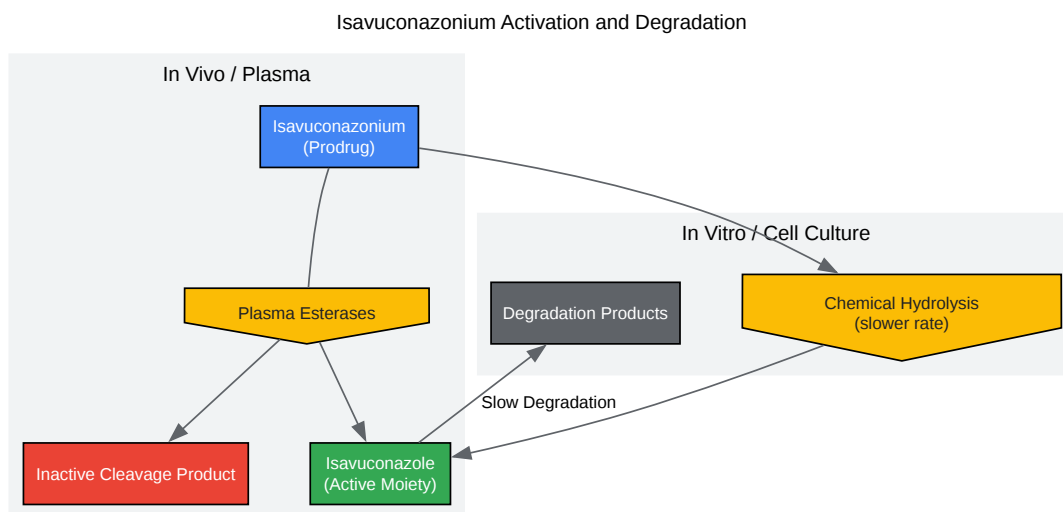 Isavuconazonium Activation and Degradation
In Vivo / Plasma
Isavuconazonium
(Prodrug)
In Vitro / Cell Culture
Plasma Esterases
Degradation Products
Chemical Hydrolysis
(slower rate)
Slow Degradation
Inactive Cleavage Product
Isavuconazole
(Active Moiety)